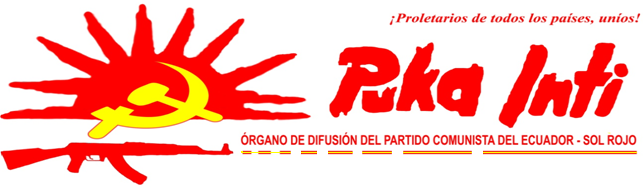 ¡Proletarios de todos los países, uníos!
Puka Inti
ÓRGANO DE DIFUSIÓN DEL PARTIDO COMUNISTA DEL ECUADOR - SOL ROJO